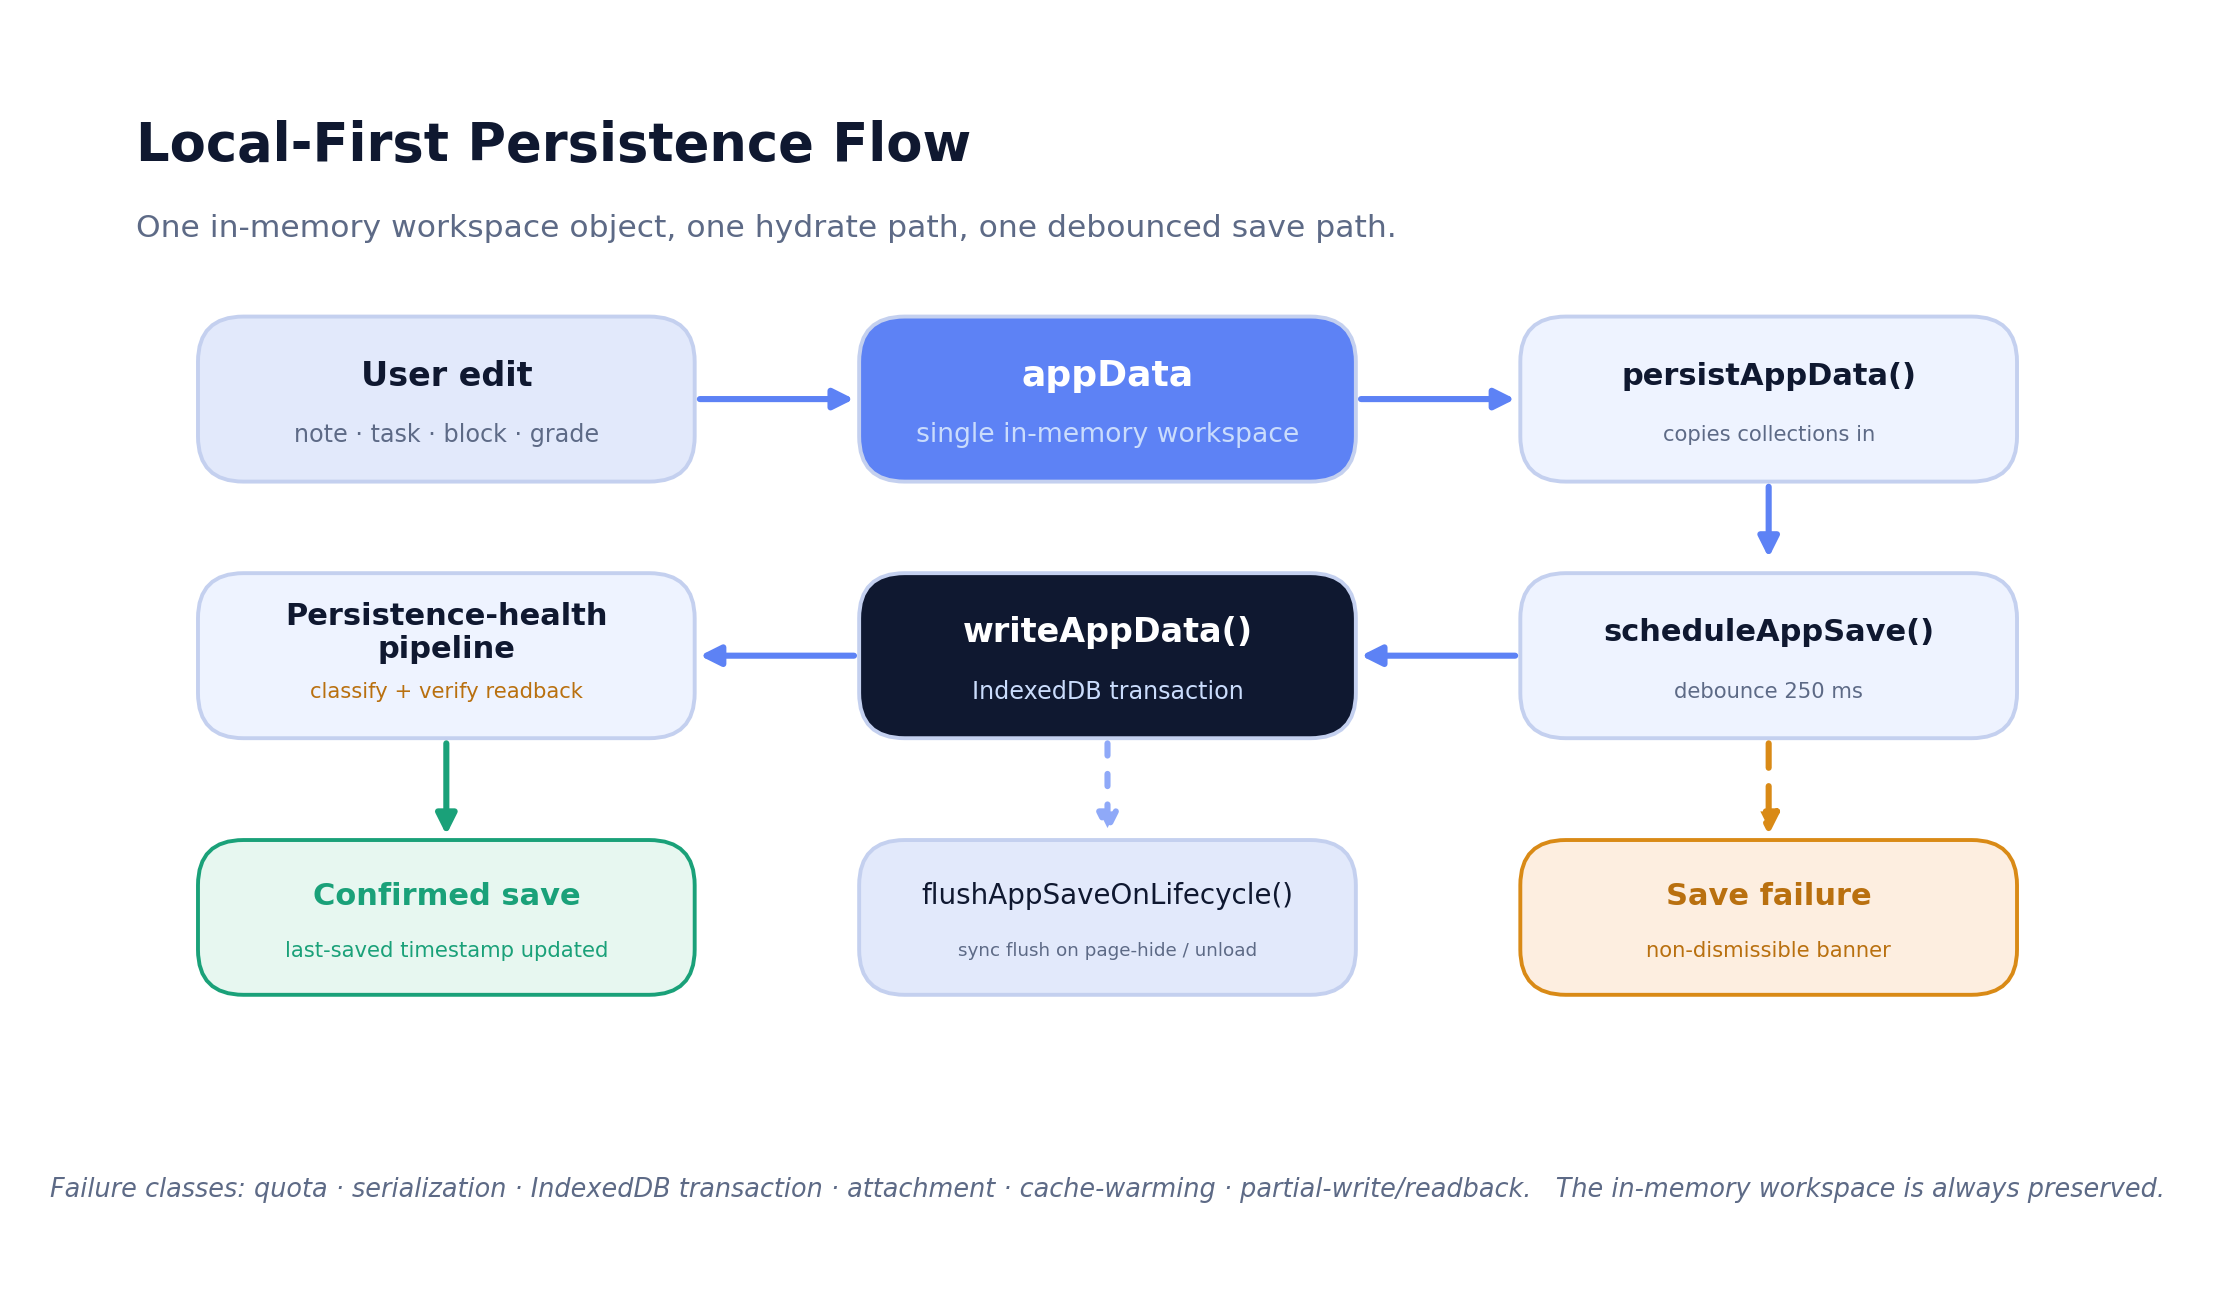 Local-First Persistence Flow
One in-memory workspace object, one hydrate path, one debounced save path.
User edit
note · task · block · grade
appData
single in-memory workspace
persistAppData()
copies collections in
Persistence-health
pipeline
classify + verify readback
writeAppData()
IndexedDB transaction
scheduleAppSave()
debounce 250 ms
Confirmed save
last-saved timestamp updated
flushAppSaveOnLifecycle()
sync flush on page-hide / unload
Save failure
non-dismissible banner
Failure classes: quota · serialization · IndexedDB transaction · attachment · cache-warming · partial-write/readback.   The in-memory workspace is always preserved.